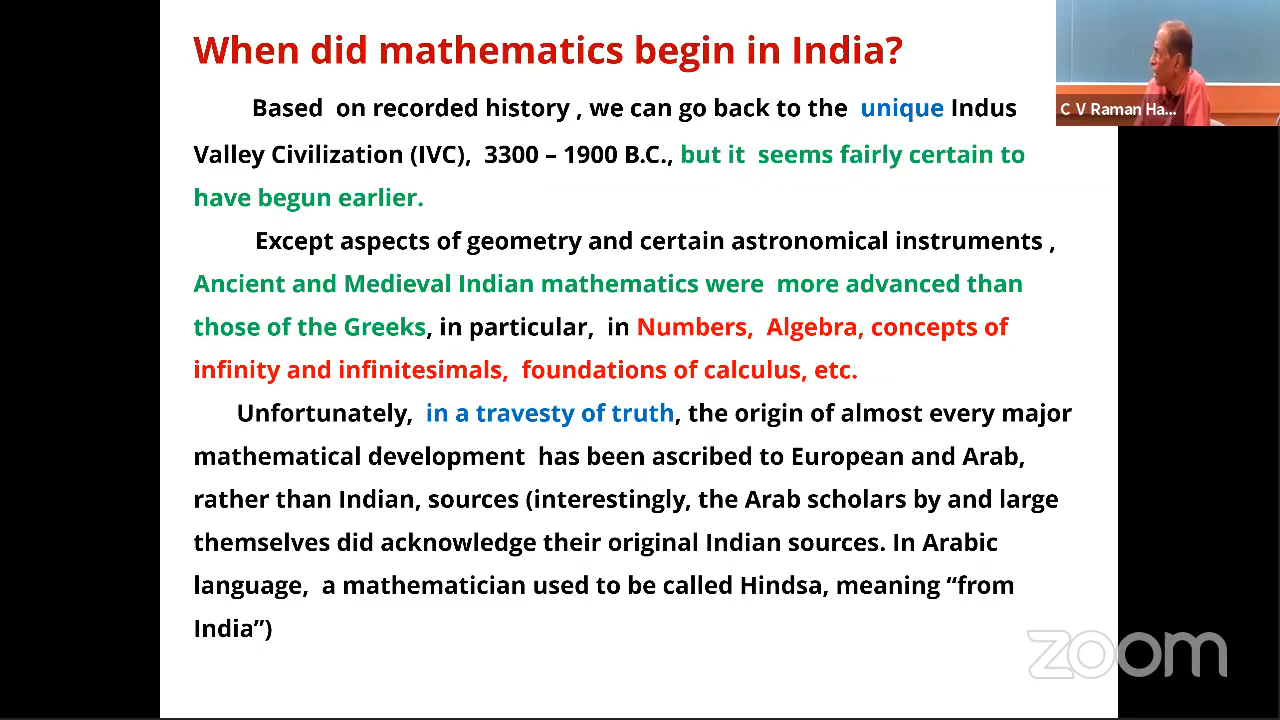 When did mathematics begin in India?
C V Raman Ha...
Based on recorded history , we can go back to the unique Indus
Valley Civilization (IVC), 3300 – 1900 B.C., but it seems fairly certain to
have begun earlier.
Except aspects of geometry and certain astronomical instruments ,
Ancient and Medieval Indian mathematics were more advanced than
those of the Greeks, in particular, in Numbers, Algebra, concepts of
infinity and infinitesimals, foundations of calculus, etc.
Unfortunately, in a travesty of truth, the origin of almost every major
mathematical development has been ascribed to European and Arab,
rather than Indian, sources (interestingly, the Arab scholars by and large
themselves did acknowledge their original Indian sources. In Arabic
language, a mathematician used to be called Hindsa, meaning “from
India”)
zoom